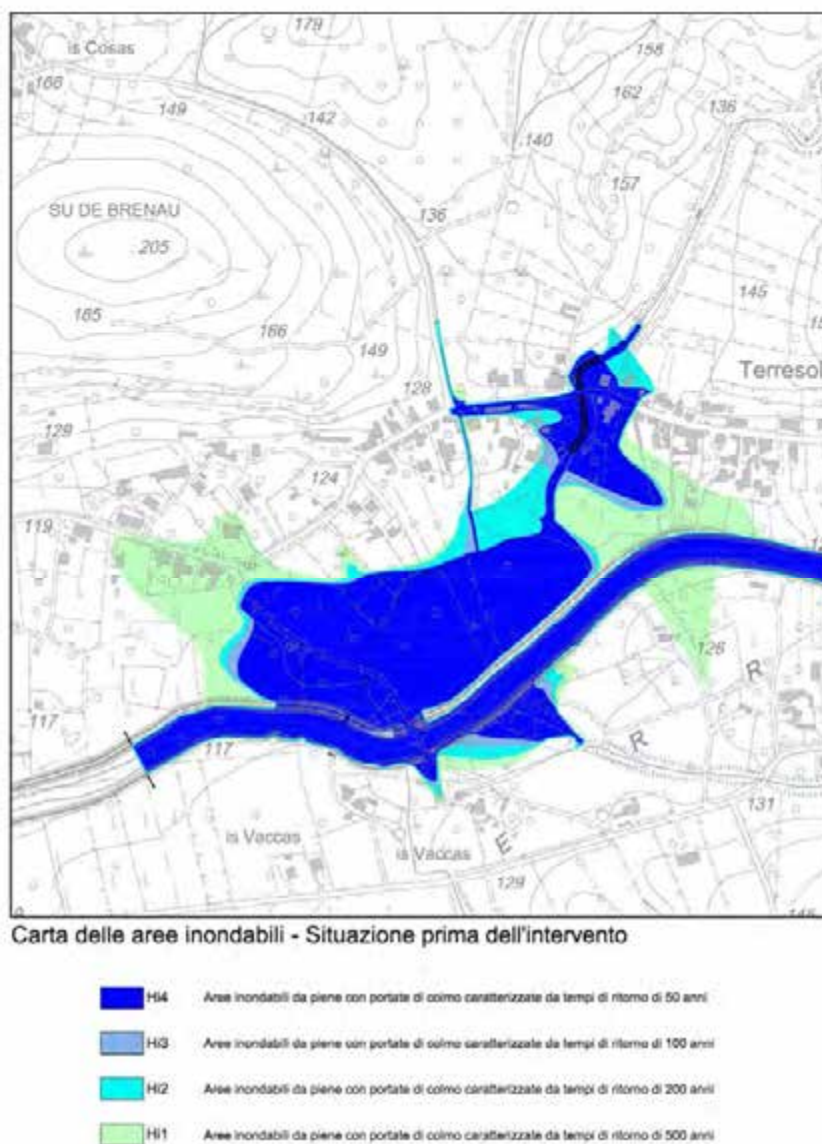 179
is Cosas
158
166
162
149
142
136
140
157
136
SU DE BRENAU
205
145
165
166
149
128
Terresol
129
124
119
126
117
117
R
R
131
is Vaccas
is Vaccas
E
129
Carta delle aree inondabili - Situazione prima dell'intervento
Hi4 Aree inondabili da piene con portate di colmo caratterizzate da tempi di ritorno di 50 anni
Hi3 Aree inondabili da piene con portate di colmo caratterizzate da tempi di ritorno di 100 anni
Hi2 Aree inondabili da piene con portate di colmo caratterizzate da tempi di ritorno di 200 anni
Hi1 Aree inondabili da piene con portate di colmo caratterizzate da tempi di ritorno di 500 anni